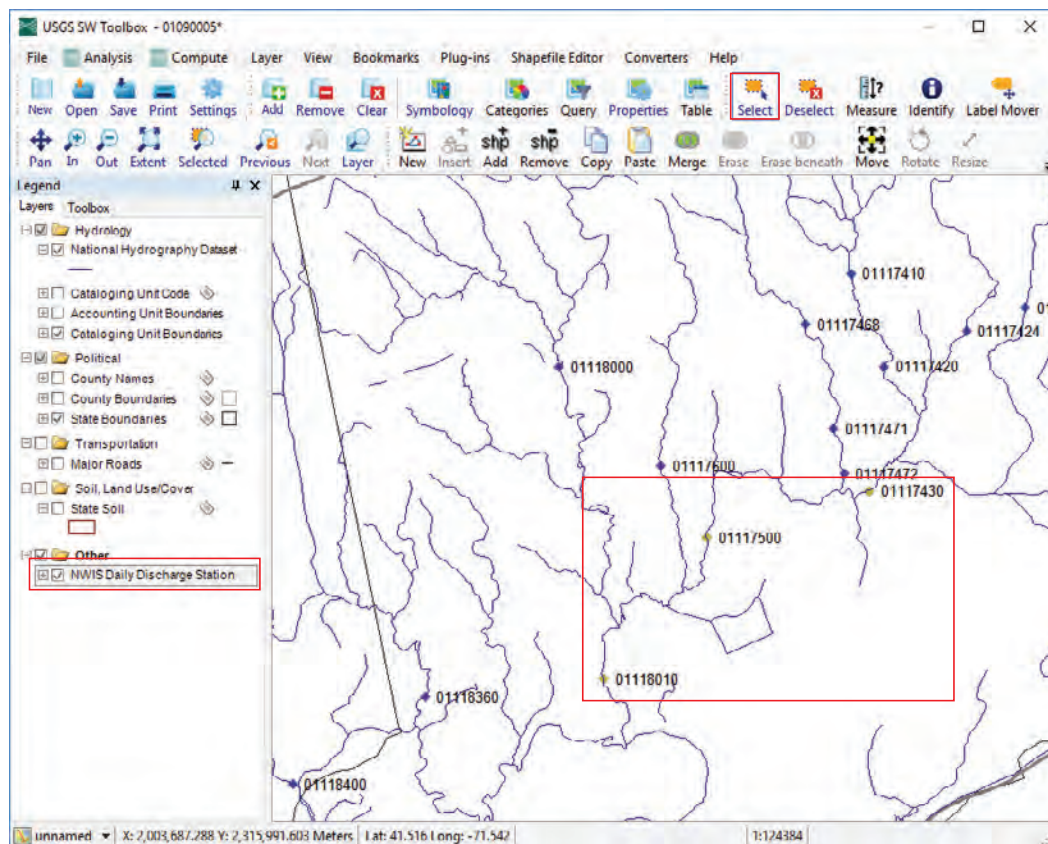 USGS SW Toolbox - 01090005*
File Analysis Compute Layer View Bookmarks Plug-ins Shapefile Editor Converters Help
New Open Save Print Settings Add Remove Clear Symbology Categories Query Properties Table Select Deselect Measure Identify Label Mover
Pan In Out Extent Selected Previous Next Layer New Insert Add Remove Copy Paste Merge Erase Erase beneath Move Rotate Resize
shp shp
Legend
Layers Toolbox
Hydrology
National Hydrography Dataset
Cataloging Unit Code
Accounting Unit Boundaries
Cataloging Unit Boundaries
Political
County Names
County Boundaries
State Boundaries
Transportation
Major Roads
Soil, Land Use/Cover
State Soil
Other
NWIS Daily Discharge Station
01117410
01117468
01117424
01118000
01117420
01117471
01117600
01117472
01117430
01117500
01118010
01118360
01118400
unnamed X: 2,003,687.288 Y: 2,315,991.603 Meters Lat: 41.516 Long: -71.542 1:124384